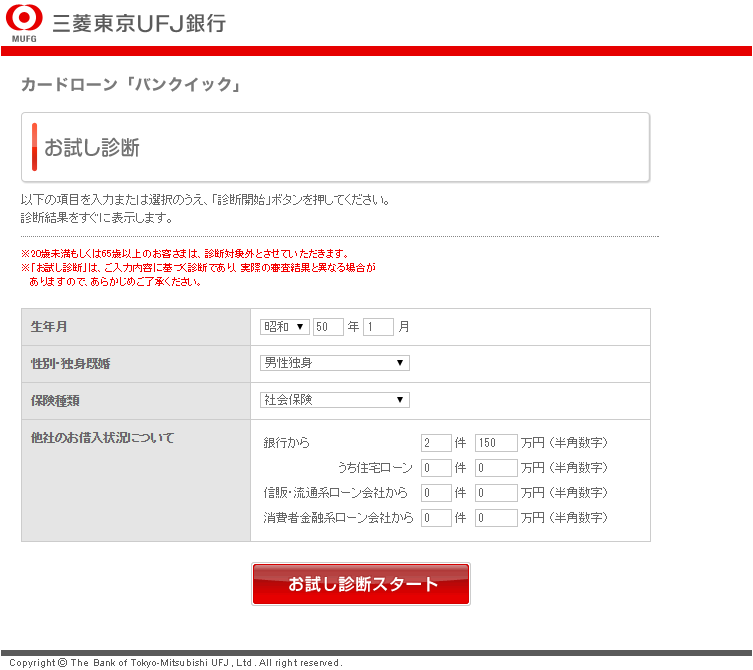 三菱東京UFJ銀行
MUFG
カードローン「バンクイック」
お試し診断
以下の項目を入力または選択のうえ、「診断開始」ボタンを押してください。
診断結果をすぐに表示します。
※20歳未満もしくは65歳以上のお客さまは、診断対象外とさせていただきます。
※「お試し診断」は、ご入力内容に基づく診断であり、実際の審査結果と異なる場合が
ありますので、あらかじめご了承ください。
生年月 昭和 ▼ 50 年 1 月
性別・独身既婚 男性独身 ▼
保険種類 社会保険 ▼
他社のお借入状況について
銀行から 2 件 150 万円（半角数字）
うち住宅ローン 0 件 0 万円（半角数字）
信販・流通系ローン会社から 0 件 0 万円（半角数字）
消費者金融系ローン会社から 0 件 0 万円（半角数字）
お試し診断スタート
Copyright © The Bank of Tokyo-Mitsubishi UFJ, Ltd. All right reserved.